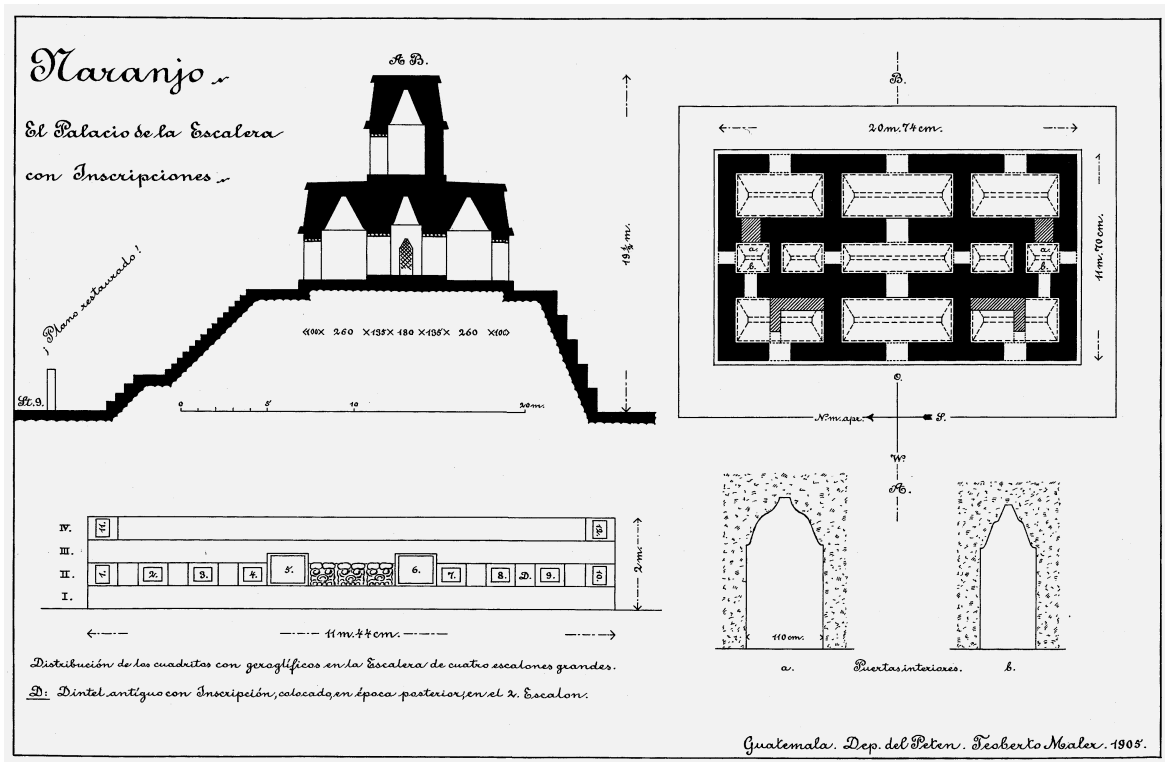 Naranjo
El Palacio de la Escalera
con Inscripciones
¡Plano restaurado!
St. 9.
A B.
19½ m.
100 × 260 × 195 × 180 × 195 × 260 × 100
0 5 10 20 m.
B.
20 m. 74 cm.
11 m. 70 cm.
O.
N. m. apr. S.
W.
A.
IV. 11. 12.
III.
II. 1. 2. 3. 4. 5. 6. 7. 8. D. 9. 10.
I.
2 m.
11 m. 44 cm.
Distribución de los cuadritos con geroglíficos en la Escalera de cuatro escalones grandes.
D: Dintel antíguo con Inscripción, colocado, en época posterior, en el 2. Escalon.
110 cm.
a. Puertas interiores. b.
Guatemala. Dep. del Peten. Teoberto Maler. 1905.